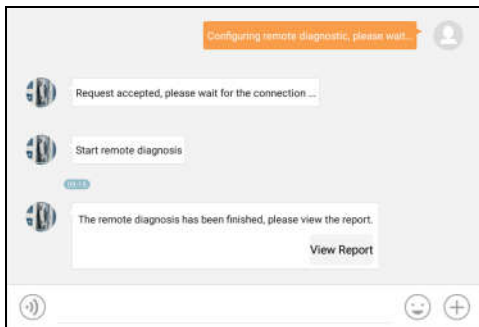 Configuring remote diagnostic, please wait...
Request accepted, please wait for the connection ...
Start remote diagnosis
The remote diagnosis has been finished, please view the report.
View Report